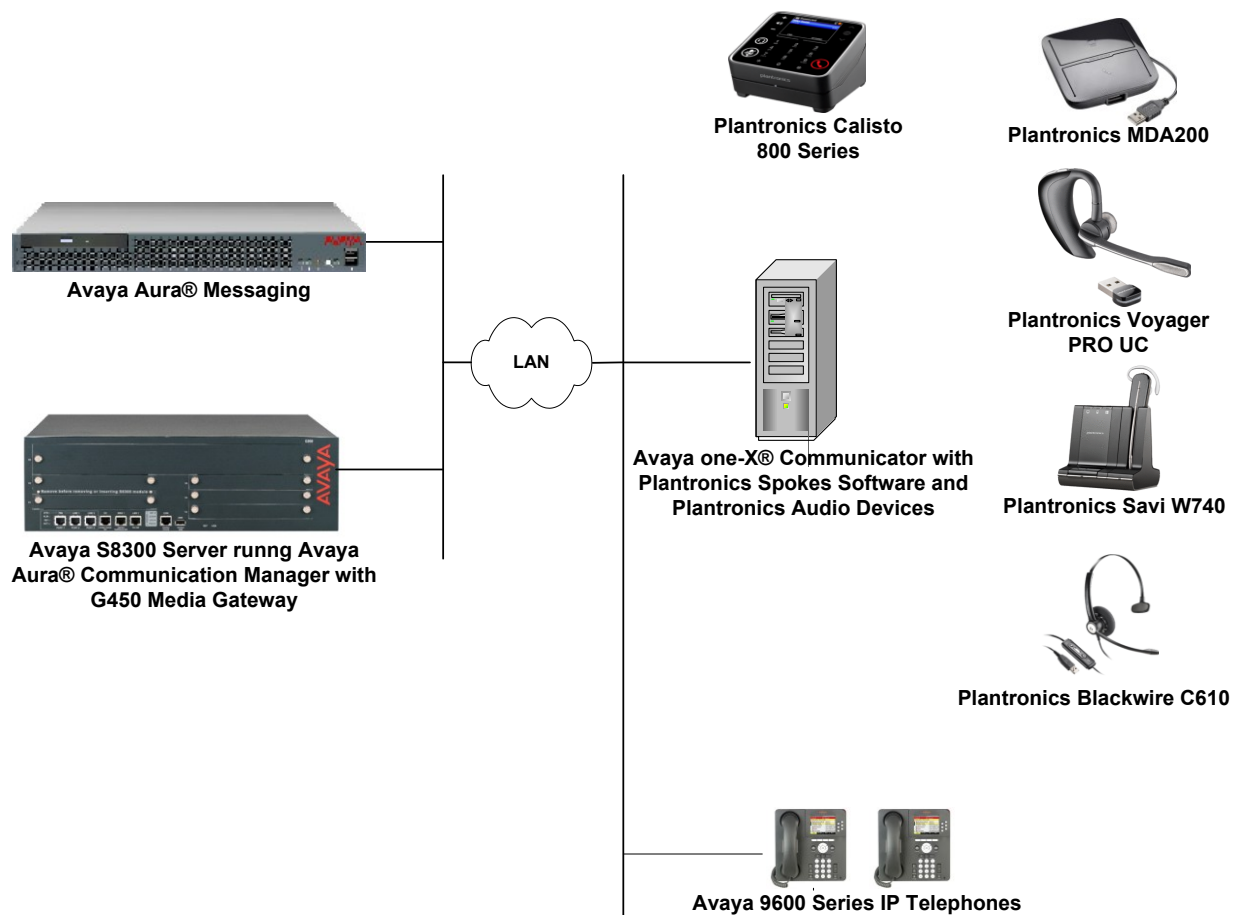 Plantronics Calisto
800 Series
Plantronics MDA200
AVAYA
Avaya Aura® Messaging
Plantronics Voyager
PRO UC
LAN
AVAYA
Avaya one-X® Communicator with
Plantronics Spokes Software and
Plantronics Audio Devices
Plantronics Savi W740
Avaya S8300 Server runng Avaya
Aura® Communication Manager with
G450 Media Gateway
Plantronics Blackwire C610
Avaya 9600 Series IP Telephones